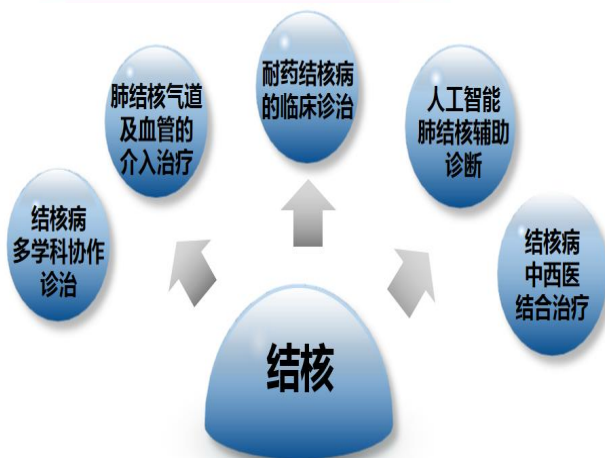 结核病
多学科协作
诊治
肺结核气道
及血管的
介入治疗
耐药结核病
的临床诊治
人工智能
肺结核辅助
诊断
结核病
中西医
结合治疗
结核